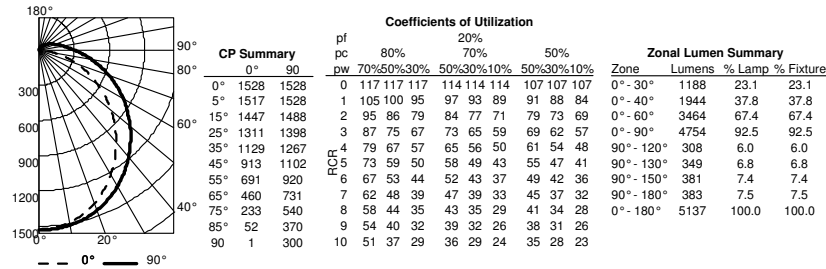 180°
90°
80°
60°
40°
300
600
900
1200
1500
0°
20°
0°
90°
CP Summary
0° 90
0° 1528 1528
5° 1517 1528
15° 1447 1488
25° 1311 1398
35° 1129 1267
45° 913 1102
55° 691 920
65° 460 731
75° 233 540
85° 52 370
90 1 300
Coefficients of Utilization
pf 20%
pc 80% 70% 50%
pw 70%50%30% 50%30%10% 50%30%10%
RCR
0 117 117 117 114 114 114 107 107 107
1 105 100 95 97 93 89 91 88 84
2 95 86 79 84 77 71 79 73 69
3 87 75 67 73 65 59 69 62 57
4 79 67 57 65 56 50 61 54 48
5 73 59 50 58 49 43 55 47 41
6 67 53 44 52 43 37 49 42 36
7 62 48 39 47 39 33 45 37 32
8 58 44 35 43 35 29 41 34 28
9 54 40 32 39 32 26 38 31 26
10 51 37 29 36 29 24 35 28 23
Zonal Lumen Summary
Zone Lumens % Lamp % Fixture
0°- 30° 1188 23.1 23.1
0°- 40° 1944 37.8 37.8
0°- 60° 3464 67.4 67.4
0°- 90° 4754 92.5 92.5
90°- 120° 308 6.0 6.0
90°- 130° 349 6.8 6.8
90°- 150° 381 7.4 7.4
90°- 180° 383 7.5 7.5
0°- 180° 5137 100.0 100.0